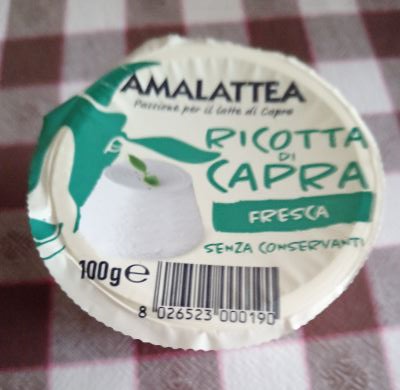 AMALATTEA
Passione per il latte di Capra
RICOTTA
DI
CAPRA
FRESCA
SENZA CONSERVANTI
100g℮
8 026523 000190